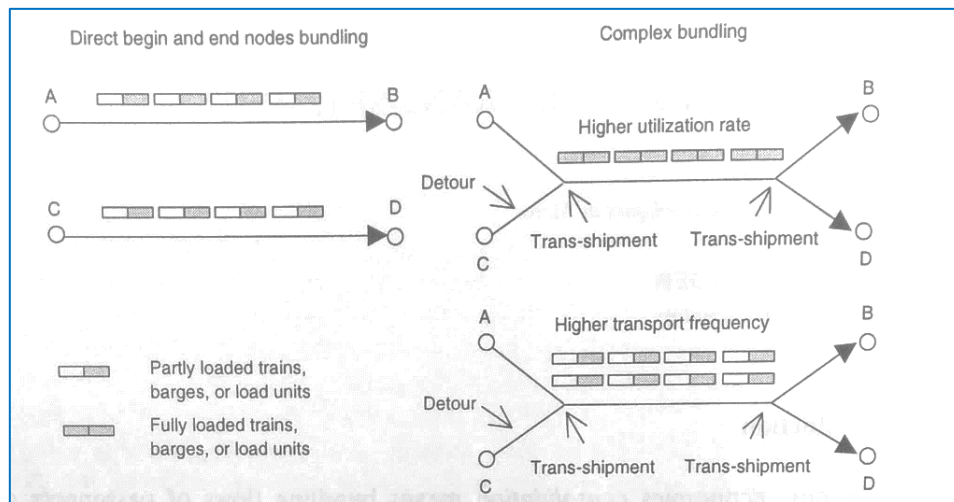 Direct begin and end nodes bundling
A
B
C
D
Partly loaded trains,
barges, or load units
Fully loaded trains,
barges, or load units
Complex bundling
A
B
Higher utilization rate
Detour
Trans-shipment
Trans-shipment
C
D
A
B
Higher transport frequency
Detour
Trans-shipment
Trans-shipment
C
D